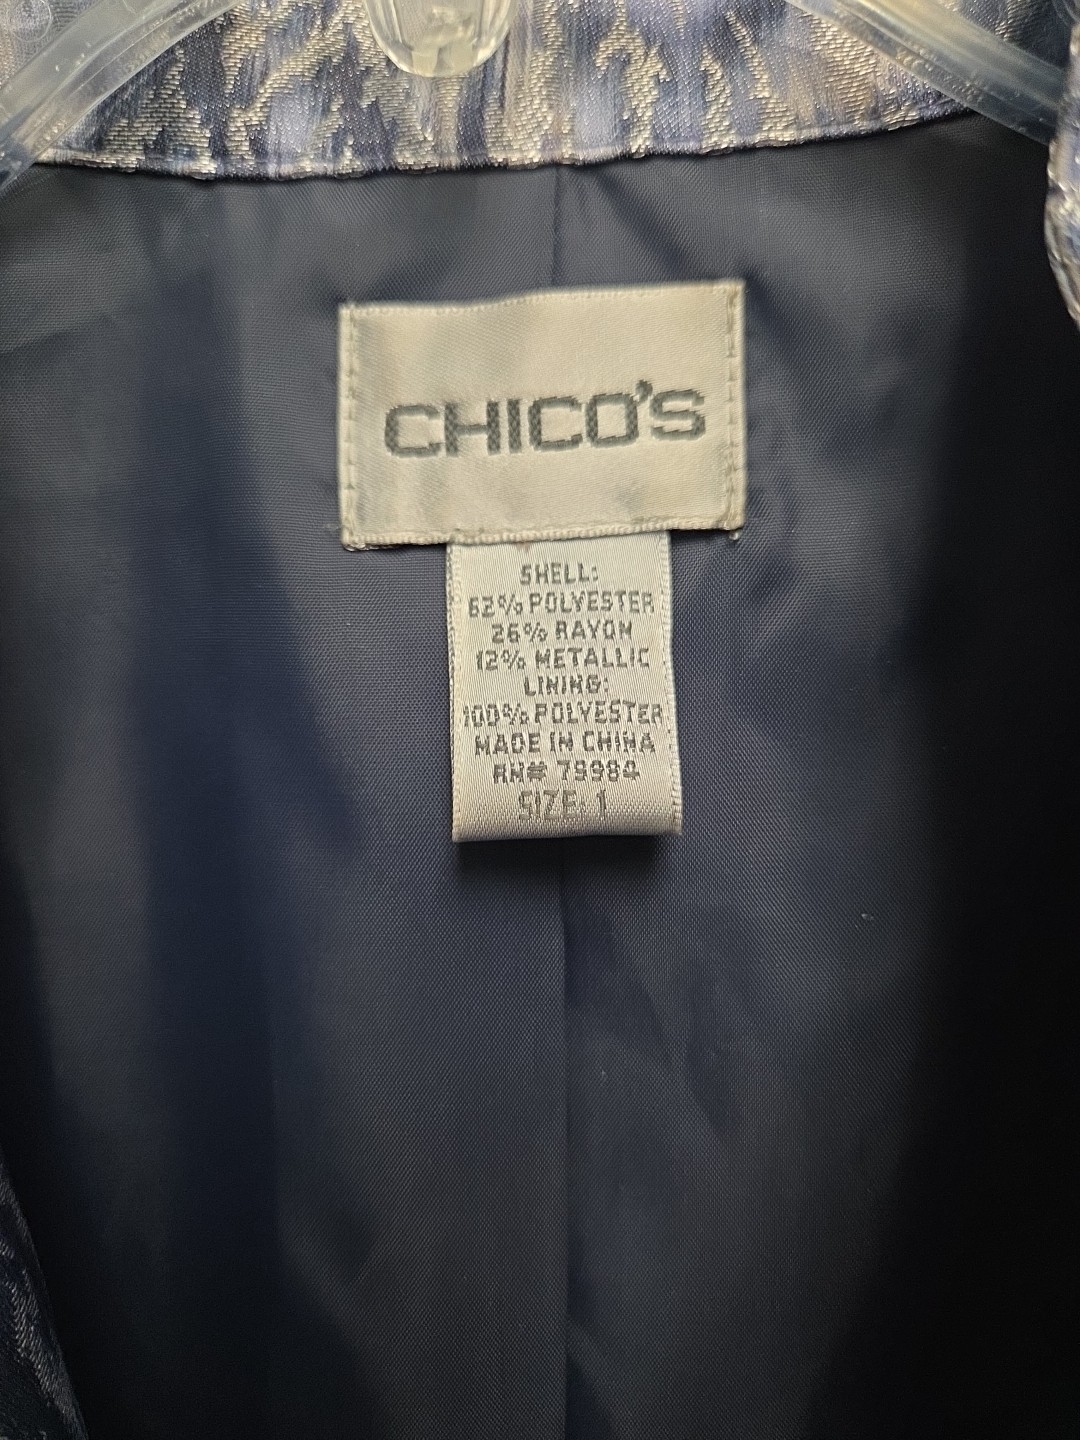 CHICO'S
SHELL:
62% POLYESTER
26% RAYON
12% METALLIC
LINING:
100% POLYESTER
MADE IN CHINA
RN# 79984
SIZE: 1